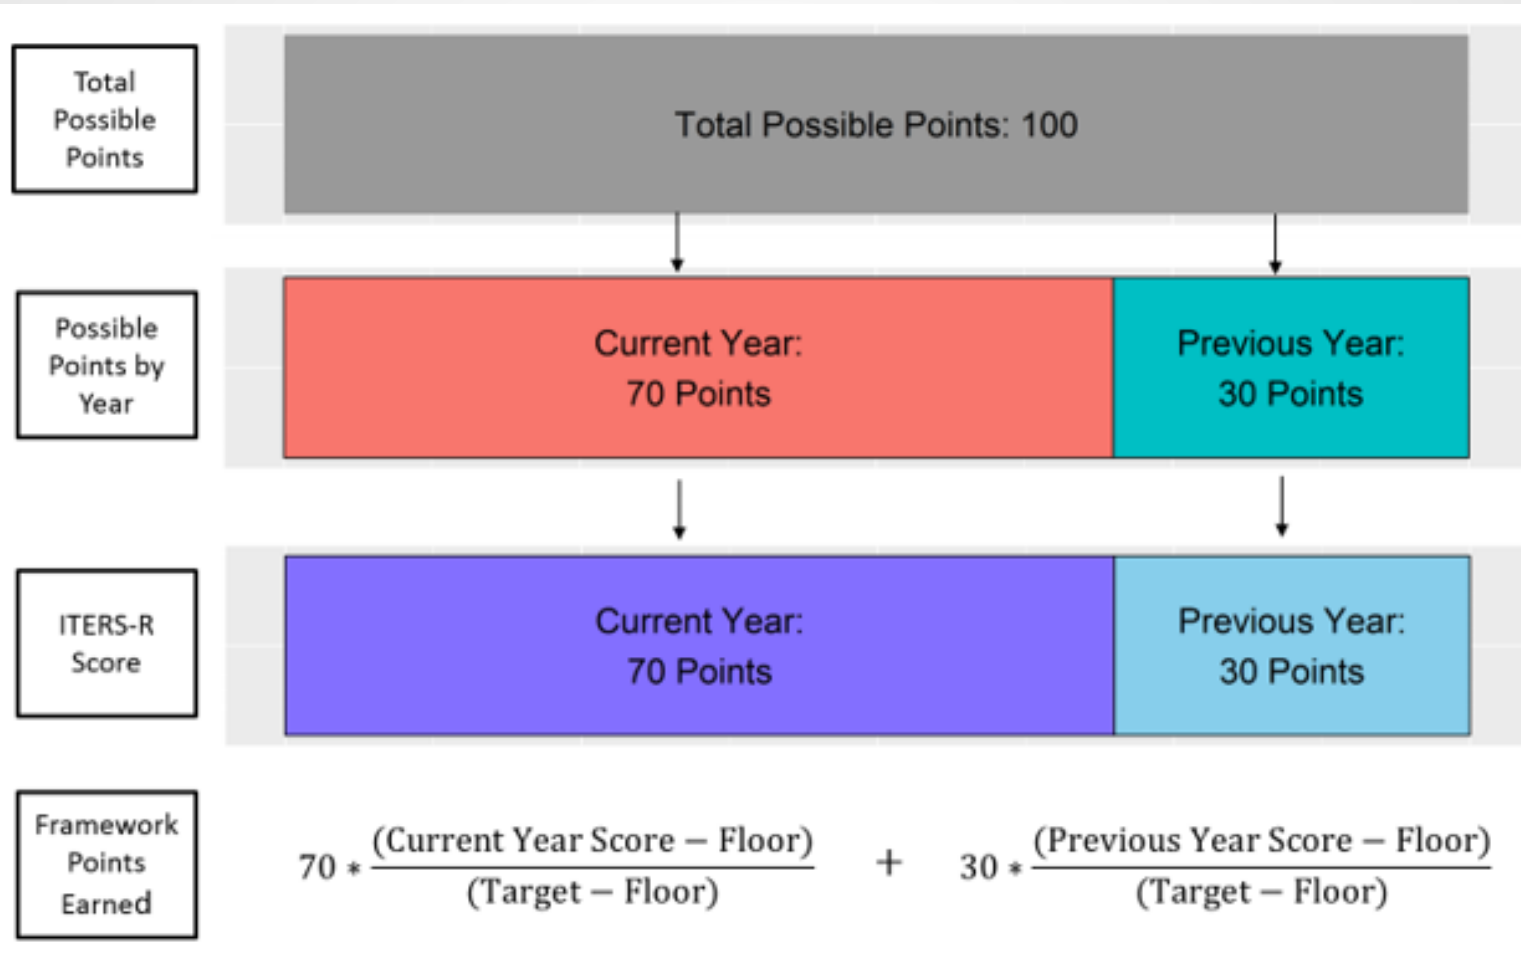 Total
Possible
Points
Total Possible Points: 100
Possible
Points by
Year
Current Year:
70 Points
Previous Year:
30 Points
ITERS-R
Score
Current Year:
70 Points
Previous Year:
30 Points
Framework
Points
Earned
70 * (Current Year Score − Floor) / (Target − Floor) + 30 * (Previous Year Score − Floor) / (Target − Floor)